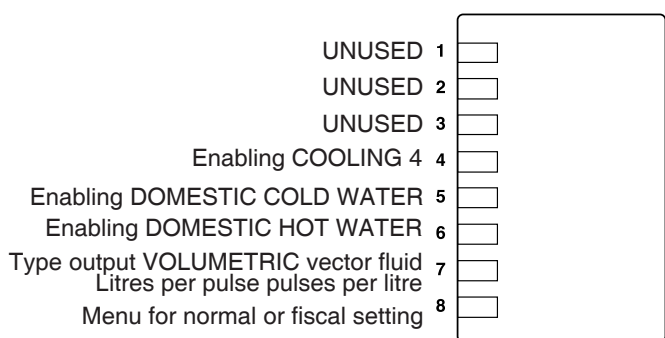 UNUSED 1
UNUSED 2
UNUSED 3
Enabling COOLING 4 4
Enabling DOMESTIC COLD WATER 5
Enabling DOMESTIC HOT WATER 6
Type output VOLUMETRIC vector fluid 7
Litres per pulse pulses per litre
Menu for normal or fiscal setting 8